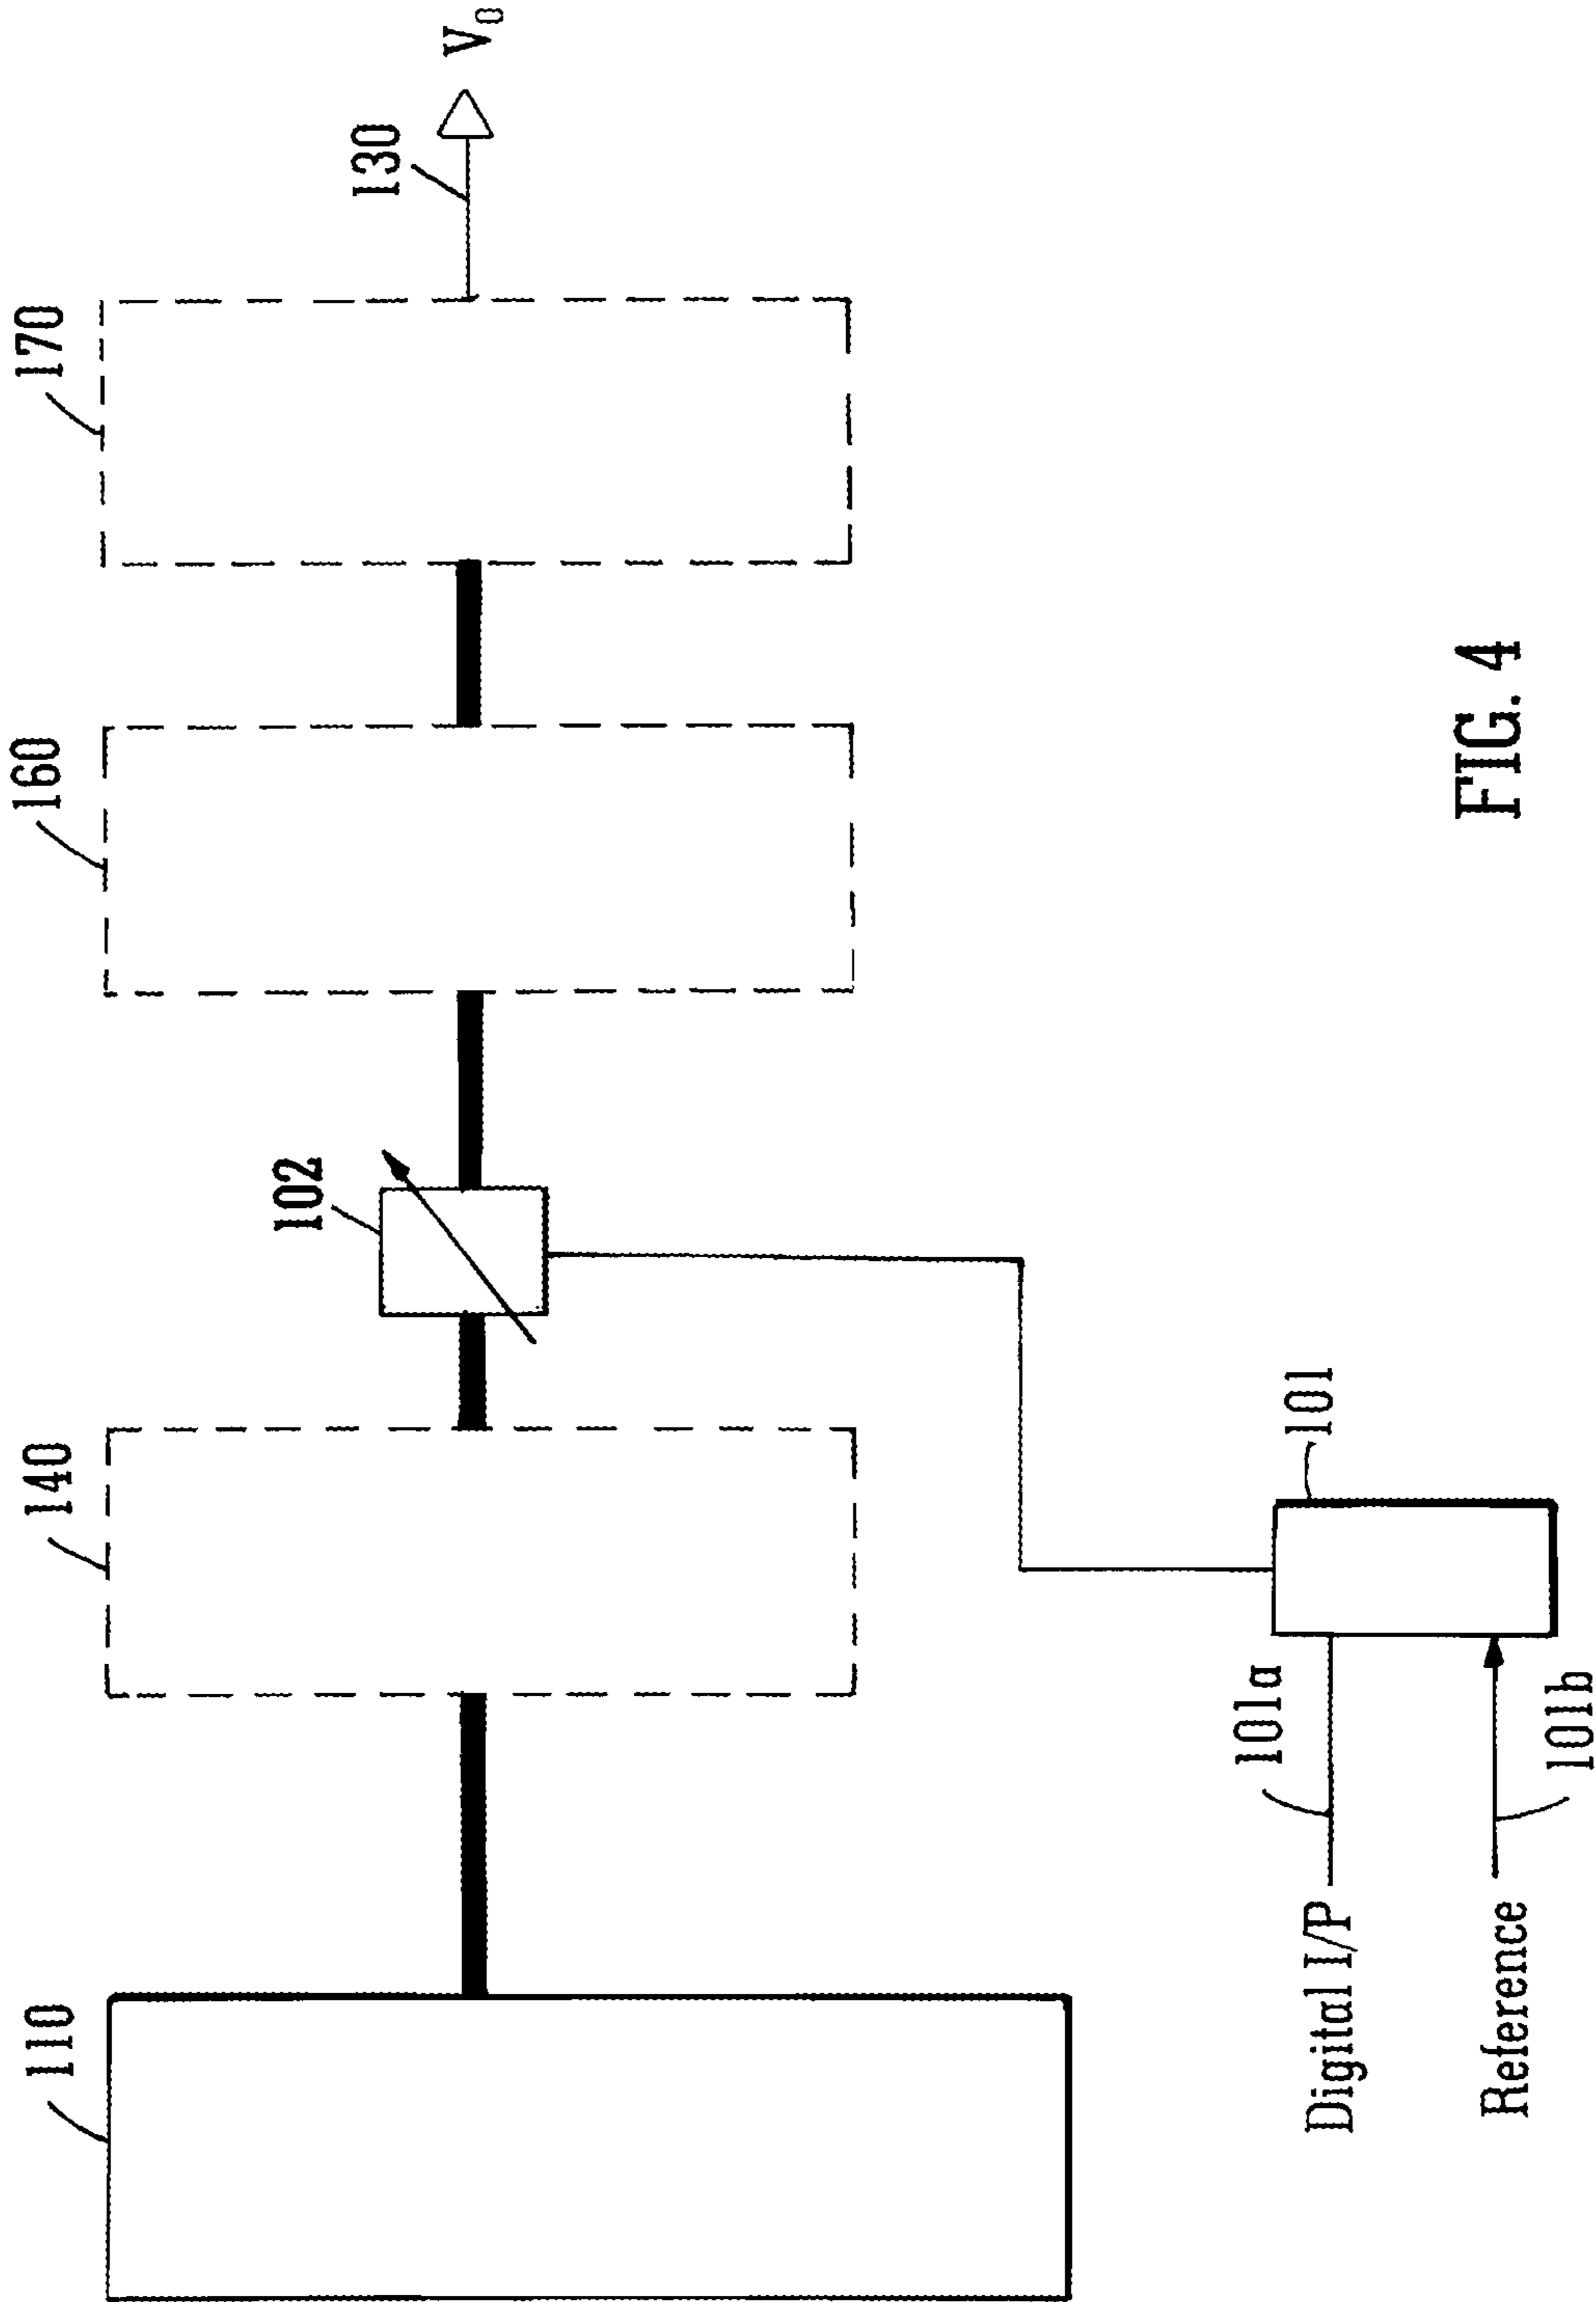 110
140
102
160
170
130
V₀
Digital I/P
101a
101
Reference
101b
FIG. 4